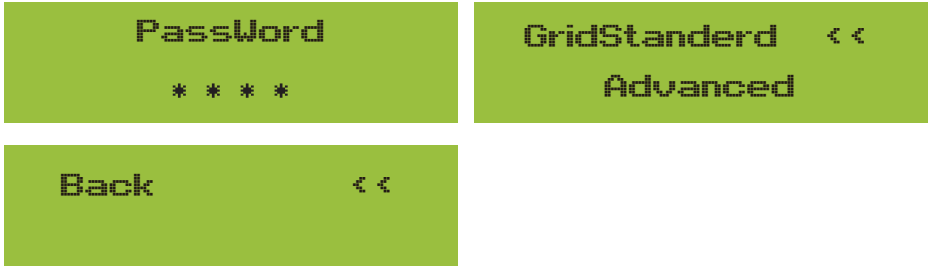 PassWord
* * * *
GridStanderd < <
Advanced
Back < <